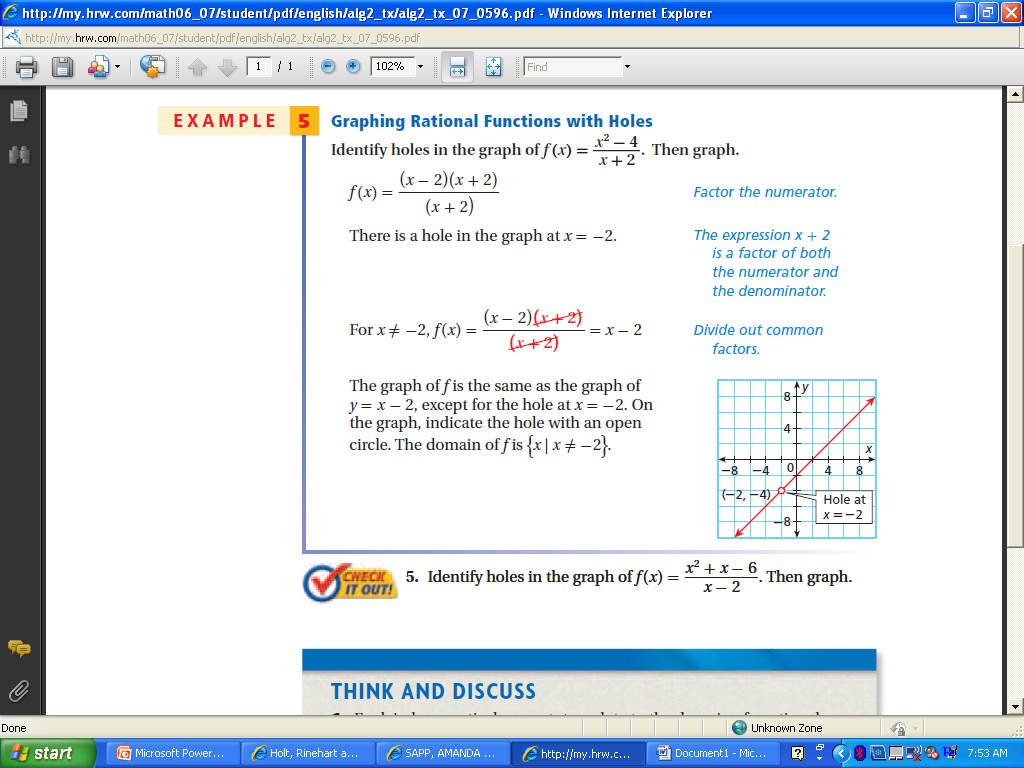 http://my.hrw.com/math06_07/student/pdf/english/alg2_tx/alg2_tx_07_0596.pdf - Windows Internet Explorer
http://my.hrw.com/math06_07/student/pdf/english/alg2_tx/alg2_tx_07_0596.pdf
1 / 1 102% Find
EXAMPLE 5 Graphing Rational Functions with Holes
Identify holes in the graph of f(x) = (x² − 4)/(x + 2). Then graph.
f(x) = (x − 2)(x + 2)/(x + 2) Factor the numerator.
There is a hole in the graph at x = −2. The expression x + 2
is a factor of both
the numerator and
the denominator.
For x ≠ −2, f(x) = (x − 2)(x + 2)/(x + 2) = x − 2 Divide out common
factors.
The graph of f is the same as the graph of
y = x − 2, except for the hole at x = −2. On
the graph, indicate the hole with an open
circle. The domain of f is {x | x ≠ −2}.
8 y
4
x
−8 −4 0 4 8
(−2, −4)
Hole at
x = −2
−8
CHECK
IT OUT!
5. Identify holes in the graph of f(x) = (x² + x − 6)/(x − 2). Then graph.
THINK AND DISCUSS
Done Unknown Zone
start Microsoft Power... Holt, Rinehart a... SAPP, AMANDA ... http://my.hrw.c... Document1 - Mic... 7:53 AM